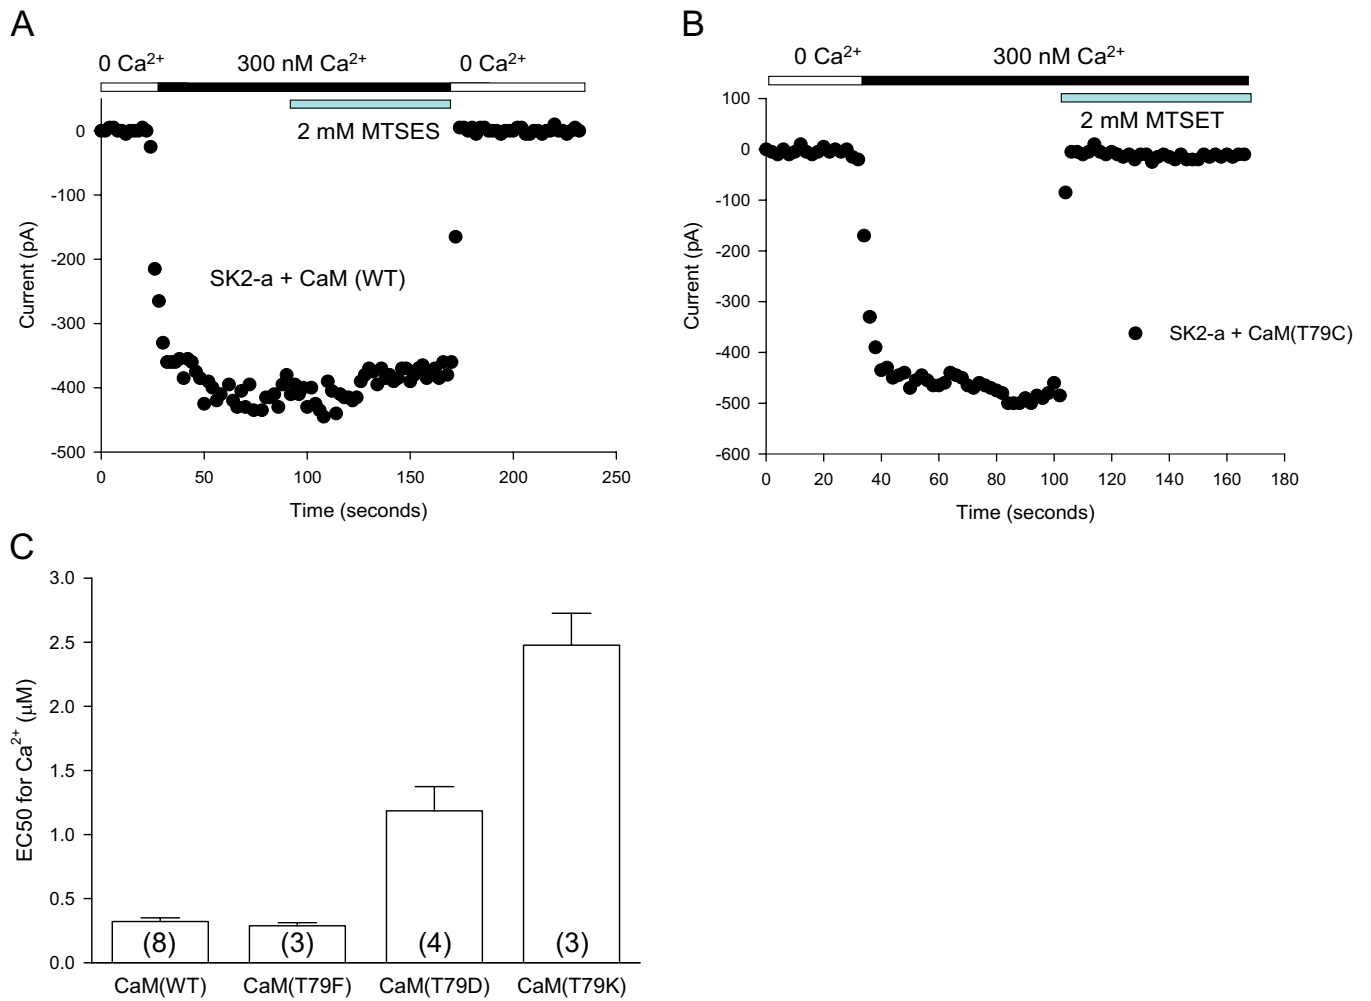 A
0 Ca²⁺ 300 nM Ca²⁺ 0 Ca²⁺
2 mM MTSES
0
-100
-200
-300
-400
-500
Current (pA)
SK2-a + CaM (WT)
0 50 100 150 200 250
Time (seconds)
B
0 Ca²⁺ 300 nM Ca²⁺
2 mM MTSET
100
0
-100
-200
-300
-400
-500
-600
Current (pA)
SK2-a + CaM(T79C)
0 20 40 60 80 100 120 140 160 180
Time (seconds)
C
3.0
2.5
2.0
1.5
1.0
0.5
0.0
EC50 for Ca²⁺ (μM)
(8) (3) (4) (3)
CaM(WT) CaM(T79F) CaM(T79D) CaM(T79K)